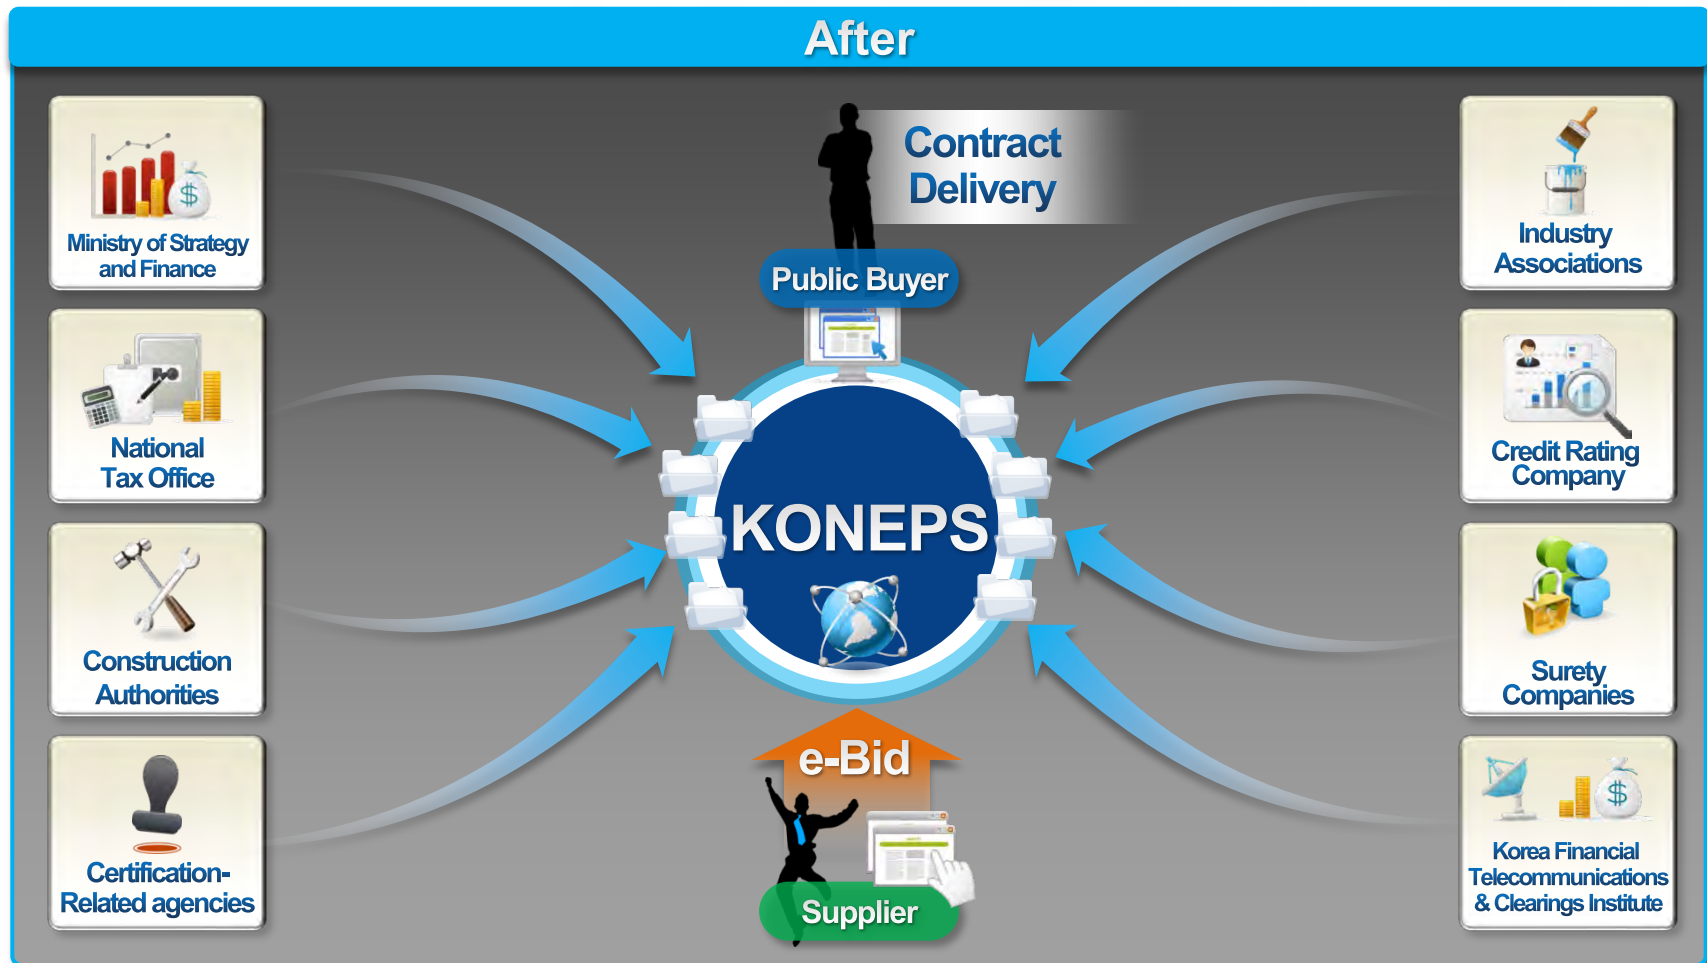 After
Ministry of Strategy
and Finance
National
Tax Office
Construction
Authorities
Certification-
Related agencies
Contract
Delivery
Public Buyer
KONEPS
e-Bid
Supplier
Industry
Associations
Credit Rating
Company
Surety
Companies
Korea Financial
Telecommunications
& Clearings Institute